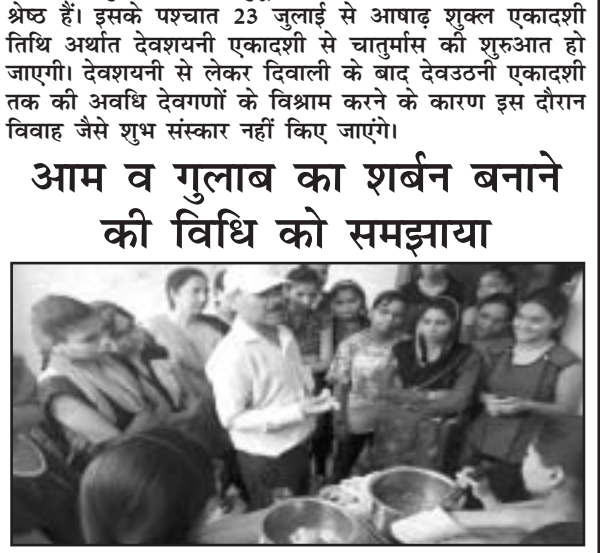 श्रेष्ठ हैं। इसके पश्चात 23 जुलाई से आषाढ़ शुक्ल एकादशी
तिथि अर्थात देवशयनी एकादशी से चातुर्मास की शुरुआत हो
जाएगी। देवशयनी से लेकर दिवाली के बाद देवउठनी एकादशी
तक की अवधि देवगणों के विश्राम करने के कारण इस दौरान
विवाह जैसे शुभ संस्कार नहीं किए जाएंगे।
आम व गुलाब का शर्बन बनाने
की विधि को समझाया